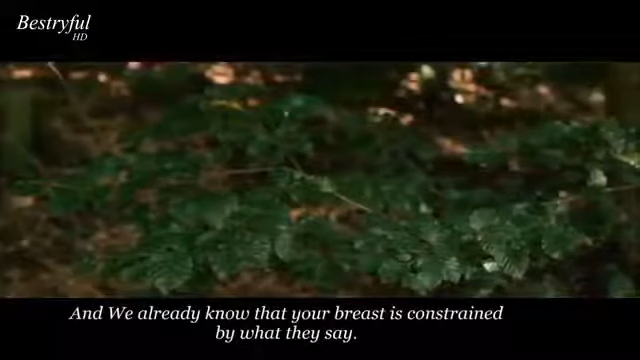 Bestryful
HD
And We already know that your breast is constrained
by what they say.